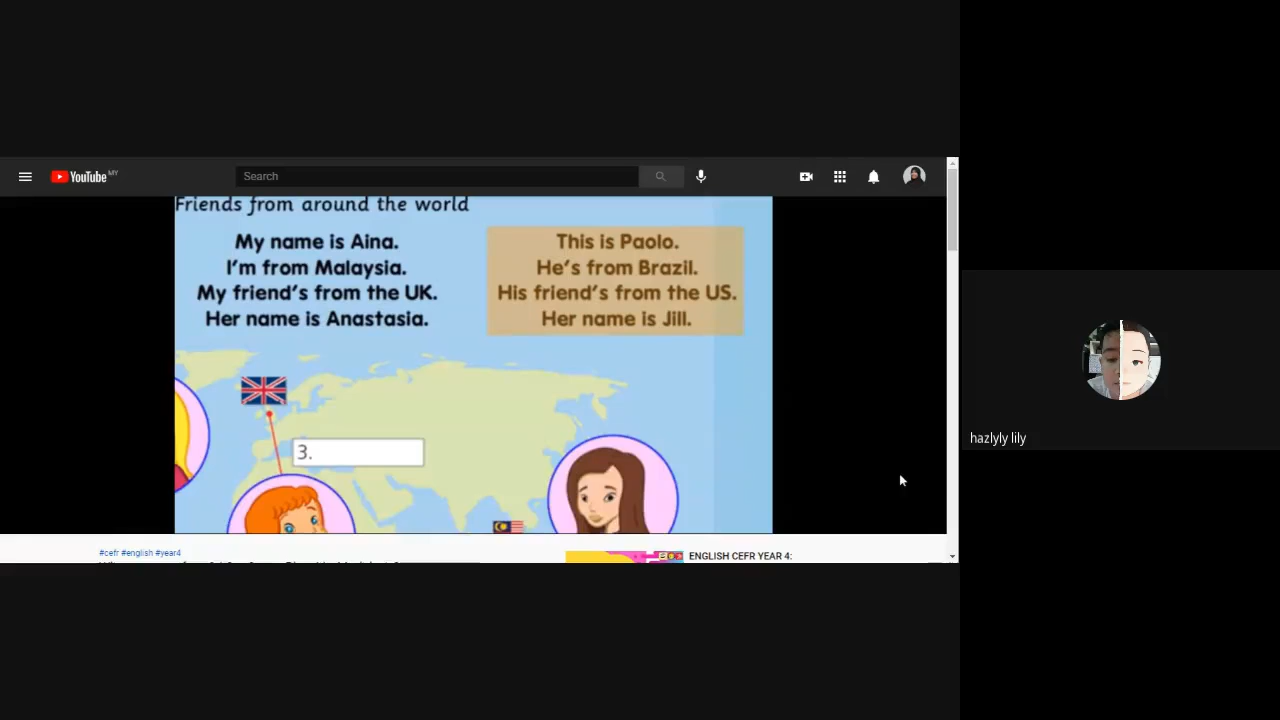 YouTube MY
Search
Friends from around the world
My name is Aina.
I'm from Malaysia.
My friend's from the UK.
Her name is Anastasia.
This is Paolo.
He's from Brazil.
His friend's from the US.
Her name is Jill.
3.
hazlyly lily
#cefr #english #year4
ENGLISH CEFR YEAR 4: